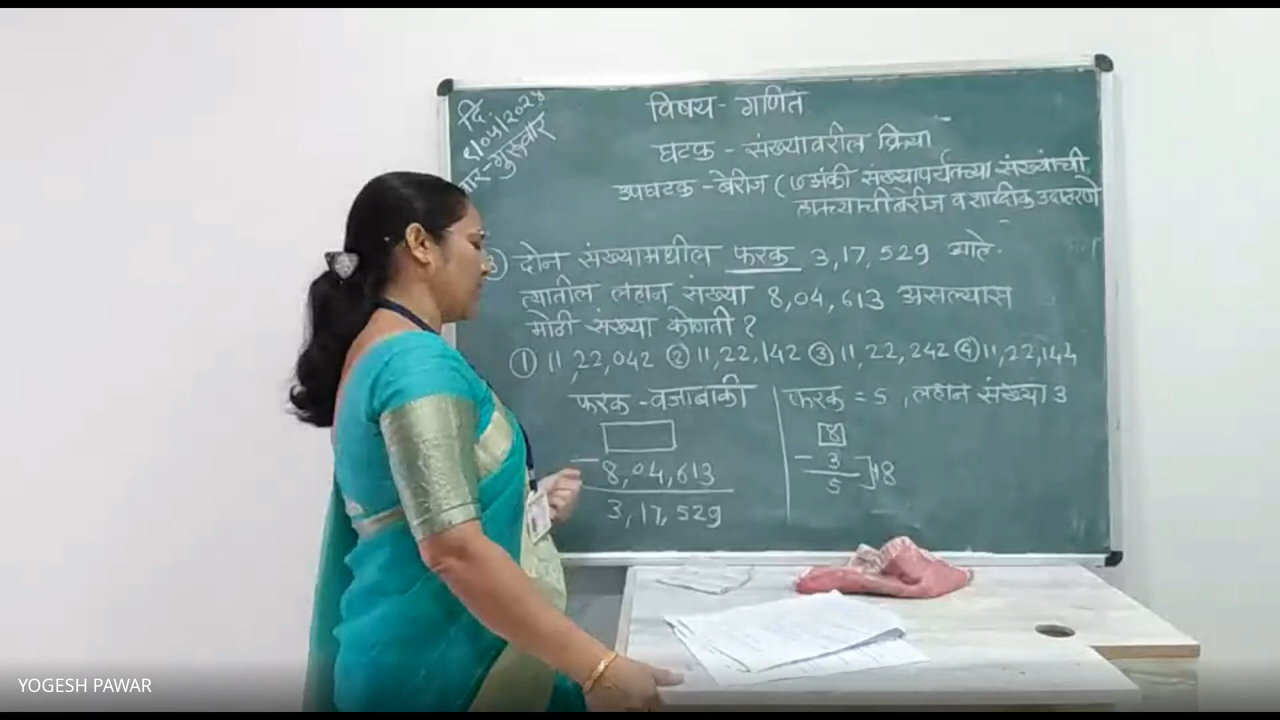 दि.
९/०५/२०२४
वार-गुरुवार
विषय - गणित
घटक - संख्यावरील क्रिया
उपघटक - बेरीज (७ अंकी संख्यापर्यंतच्या संख्यांची
हातच्याची बेरीज व शाब्दीक उदाहरणे
③ दोन संख्यामधील फरक 3,17,529 आहे.
त्यातील लहान संख्या 8,04,613 असल्यास
मोठी संख्या कोणती ?
① 11,22,042 ② 11,22,142 ③ 11,22,242 ④ 11,22,144
फरक - वजाबाकी
- 8,04,613
3,17,529
फरक = 5 , लहान संख्या 3
8
- 3
5 + 8
YOGESH PAWAR